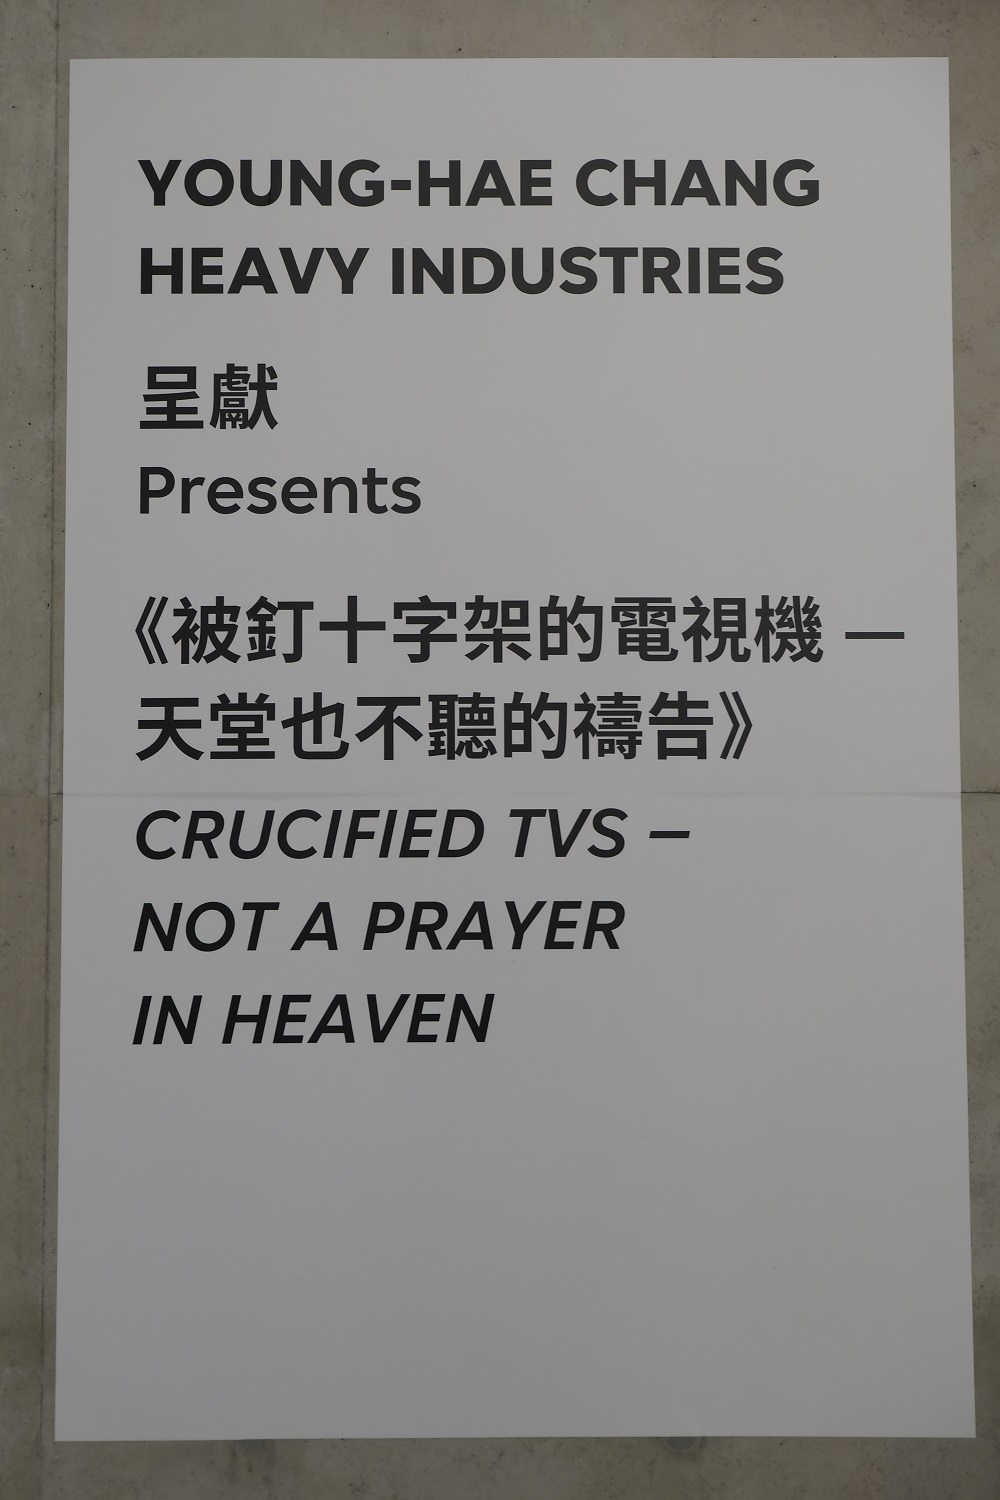 YOUNG-HAE CHANG
HEAVY INDUSTRIES
呈獻
Presents
《被釘十字架的電視機 —
天堂也不聽的禱告》
CRUCIFIED TVS –
NOT A PRAYER
IN HEAVEN